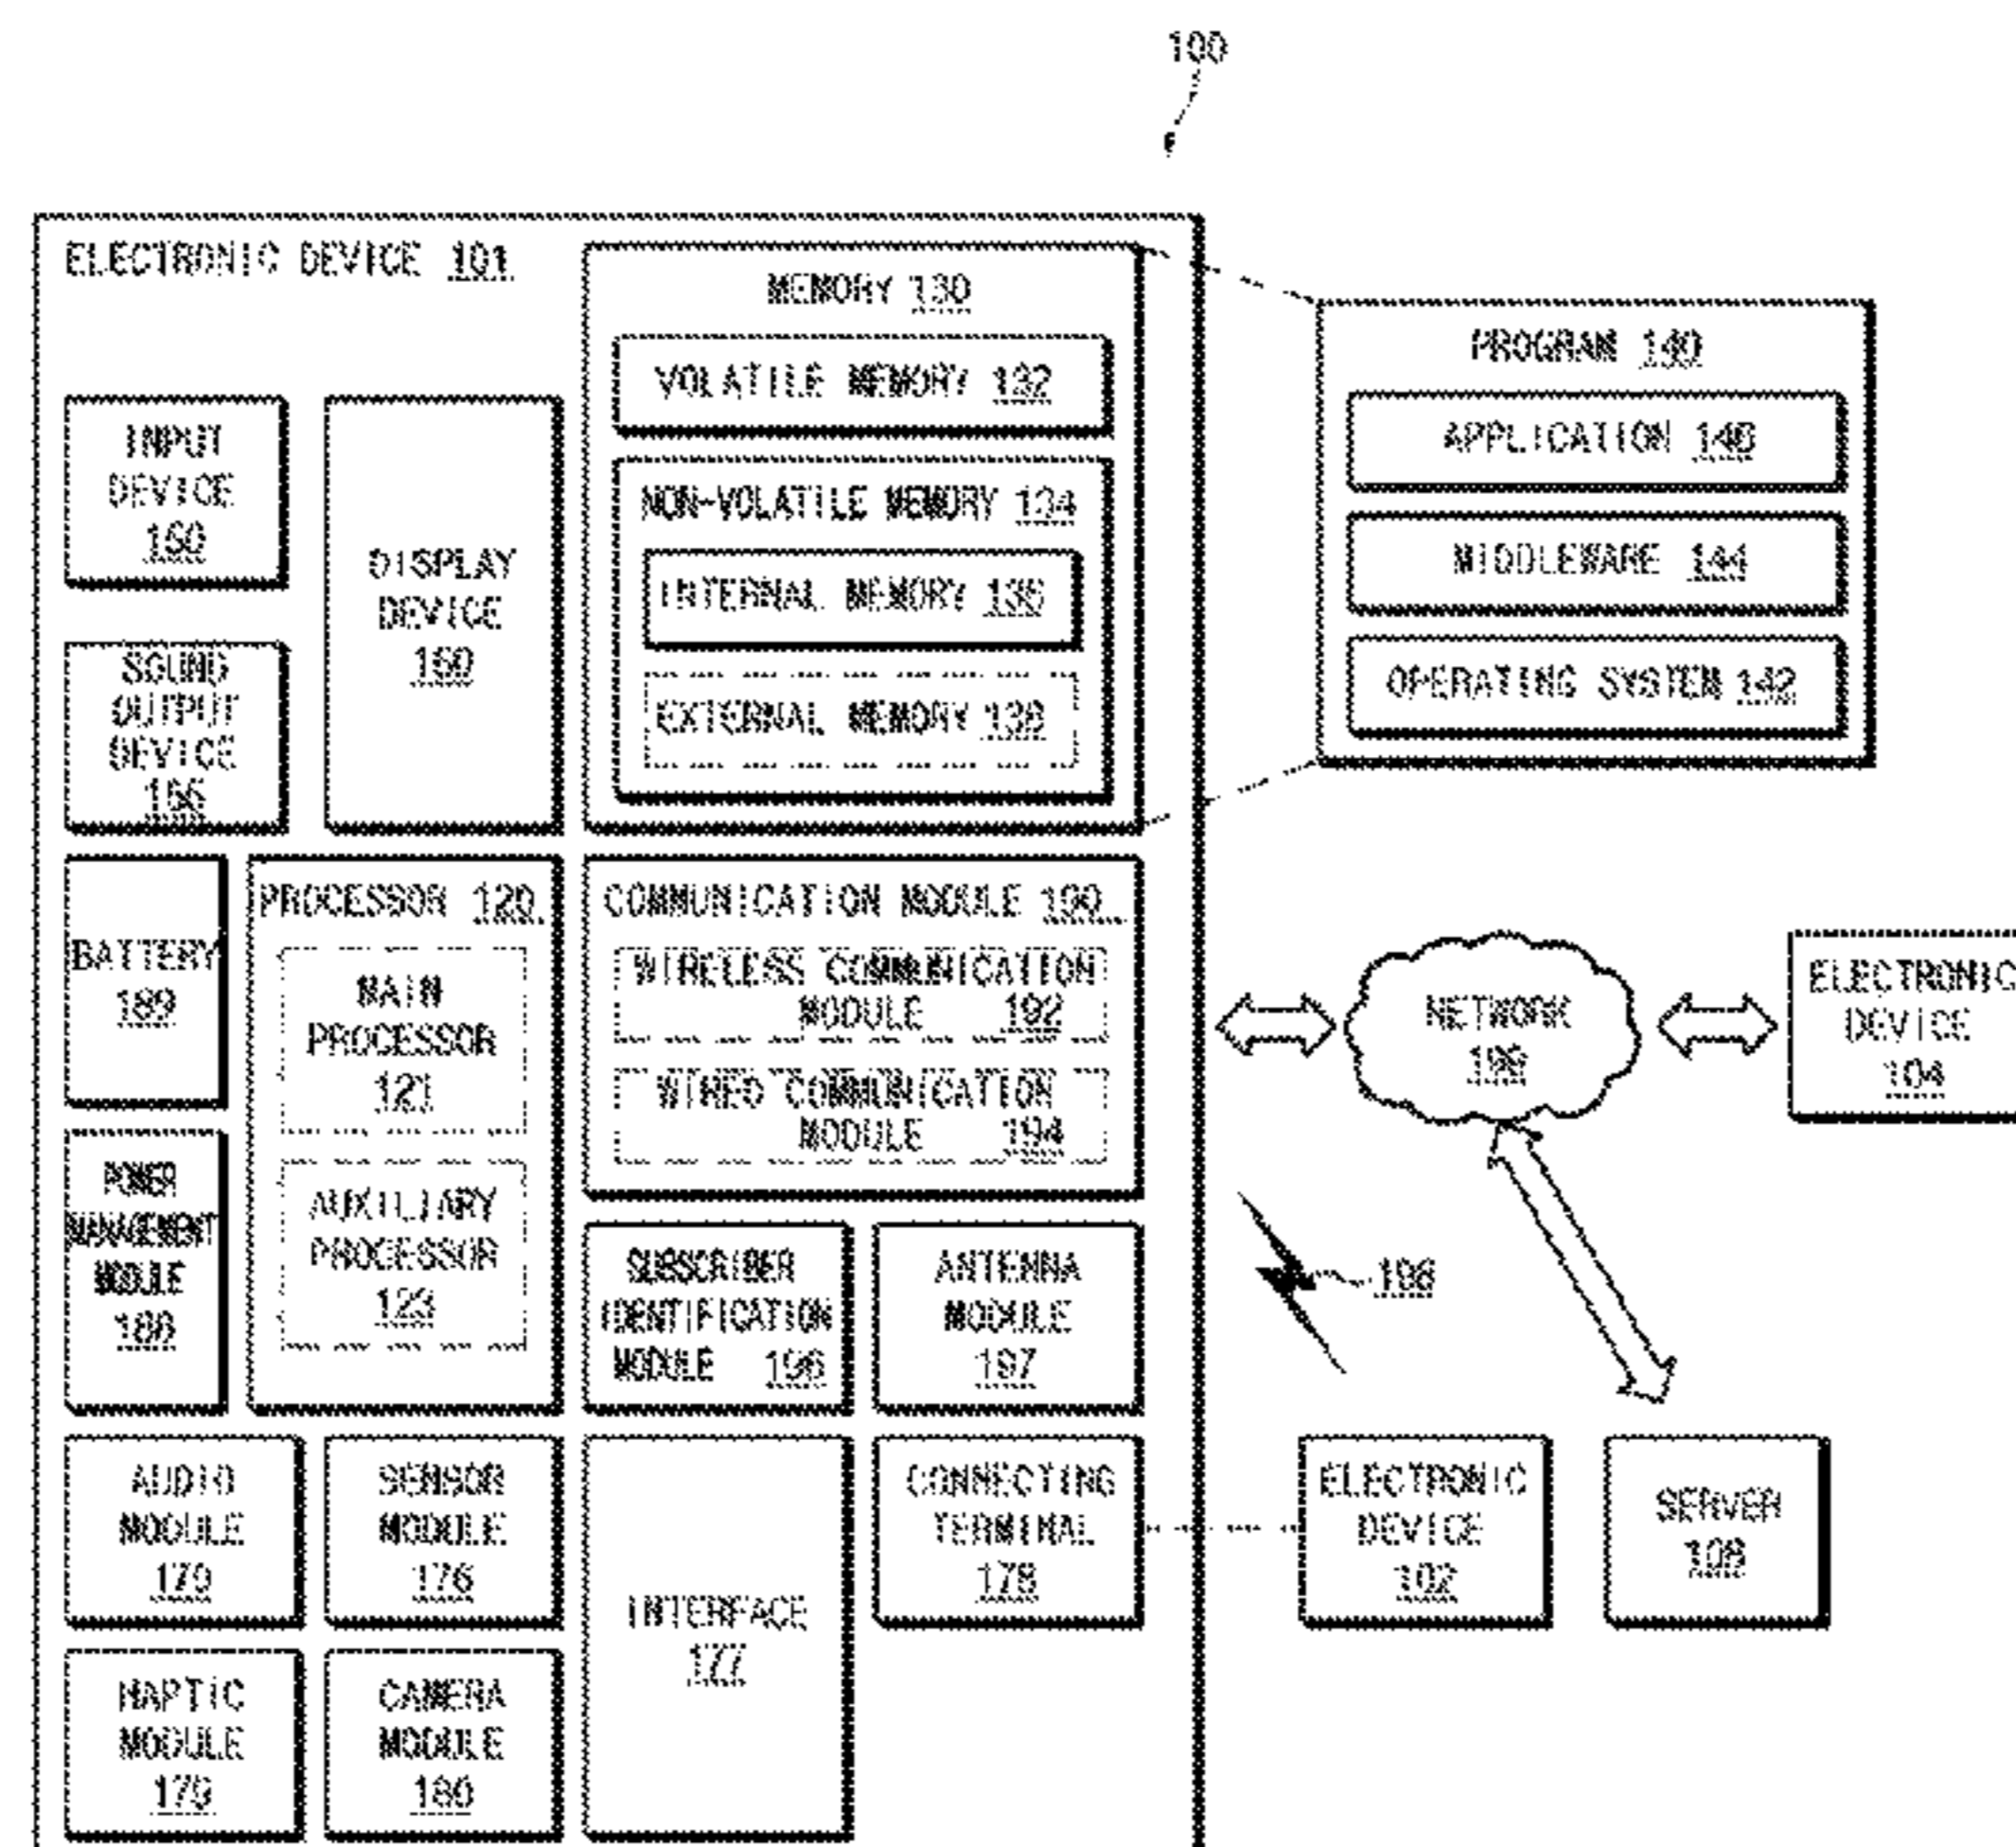 100
ELECTRONIC DEVICE 101
MEMORY 130
VOLATILE MEMORY 132
NON-VOLATILE MEMORY 134
INTERNAL MEMORY 136
EXTERNAL MEMORY 138
PROGRAM 140
APPLICATION 146
MIDDLEWARE 144
OPERATING SYSTEM 142
INPUT
DEVICE
DISPLAY
DEVICE
160
SOUND
OUTPUT
DEVICE
155
BATTERY
189
POWER
MANAGEMENT
MODULE
188
PROCESSOR 120
MAIN
PROCESSOR
121
AUXILIARY
PROCESSOR
123
COMMUNICATION MODULE 190
WIRELESS COMMUNICATION
MODULE 192
WIRED COMMUNICATION
MODULE 194
SUBSCRIBER
IDENTIFICATION
MODULE 196
ANTENNA
MODULE
197
NETWORK
ELECTRONIC
DEVICE
104
AUDIO
MODULE
170
SENSOR
MODULE
176
INTERFACE
177
CONNECTING
TERMINAL
178
ELECTRONIC
DEVICE
102
SERVER
108
HAPTIC
MODULE
179
CAMERA
MODULE
180